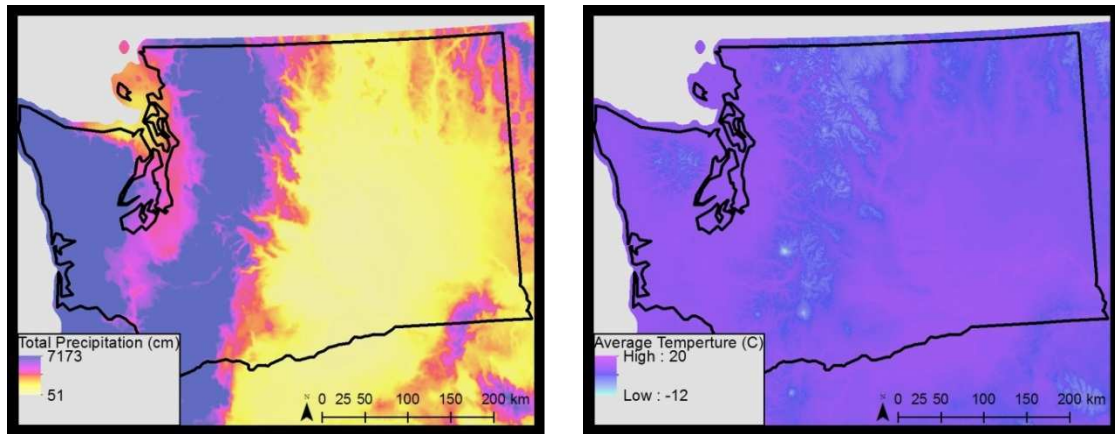 Total Precipitation (cm)
7173
51
N
0 25 50 100 150 200 km
Average Temperture (C)
High : 20
Low : -12
N
0 25 50 100 150 200 km